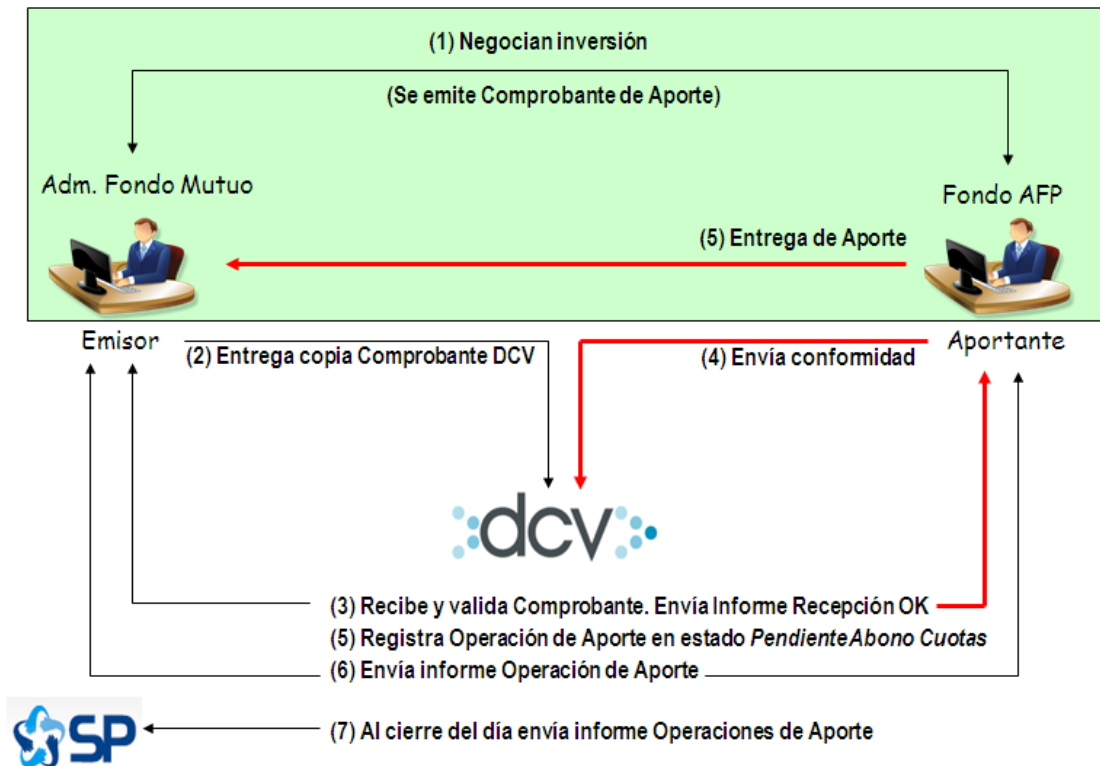 (1) Negocian inversión
(Se emite Comprobante de Aporte)
Adm. Fondo Mutuo
Fondo AFP
(5) Entrega de Aporte
Emisor
Aportante
(2) Entrega copia Comprobante DCV
(4) Envía conformidad
dcv
(3) Recibe y valida Comprobante. Envía Informe Recepción OK
(5) Registra Operación de Aporte en estado PendienteAbono Cuotas
(6) Envía informe Operación de Aporte
SP
(7) Al cierre del día envía informe Operaciones de Aporte